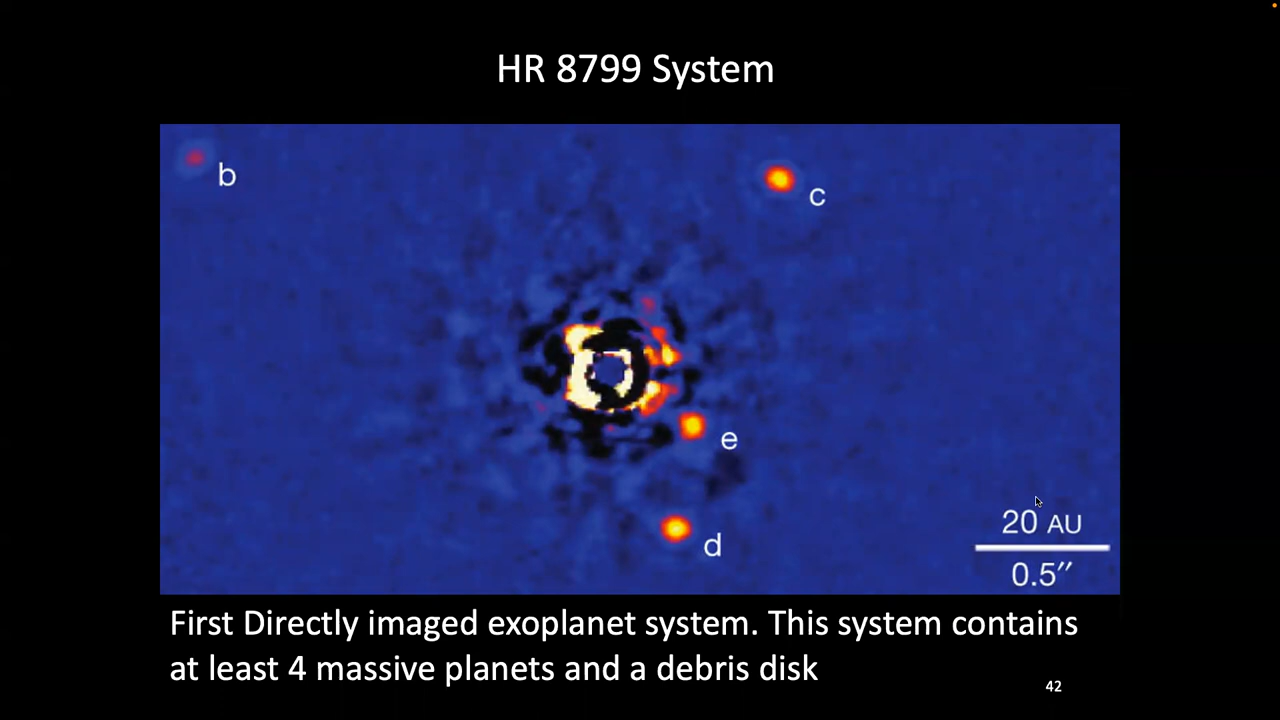 HR 8799 System
b
c
e
d
20 AU
0.5″
First Directly imaged exoplanet system. This system contains
at least 4 massive planets and a debris disk
42